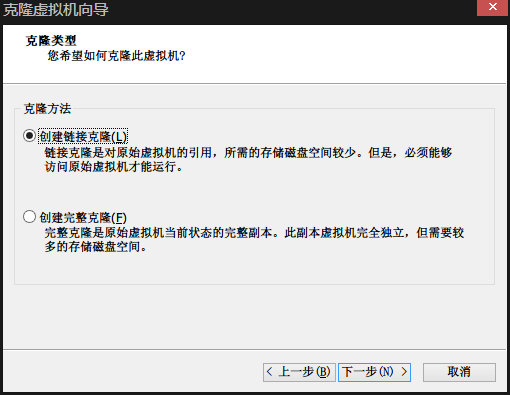 克隆虚拟机向导
克隆类型
您希望如何克隆此虚拟机?
克隆方法
创建链接克隆(L)
链接克隆是对原始虚拟机的引用，所需的存储磁盘空间较少。但是，必须能够
访问原始虚拟机才能运行。
创建完整克隆(F)
完整克隆是原始虚拟机当前状态的完整副本。此副本虚拟机完全独立，但需要较
多的存储磁盘空间。
< 上一步(B) 下一步(N) > 取消